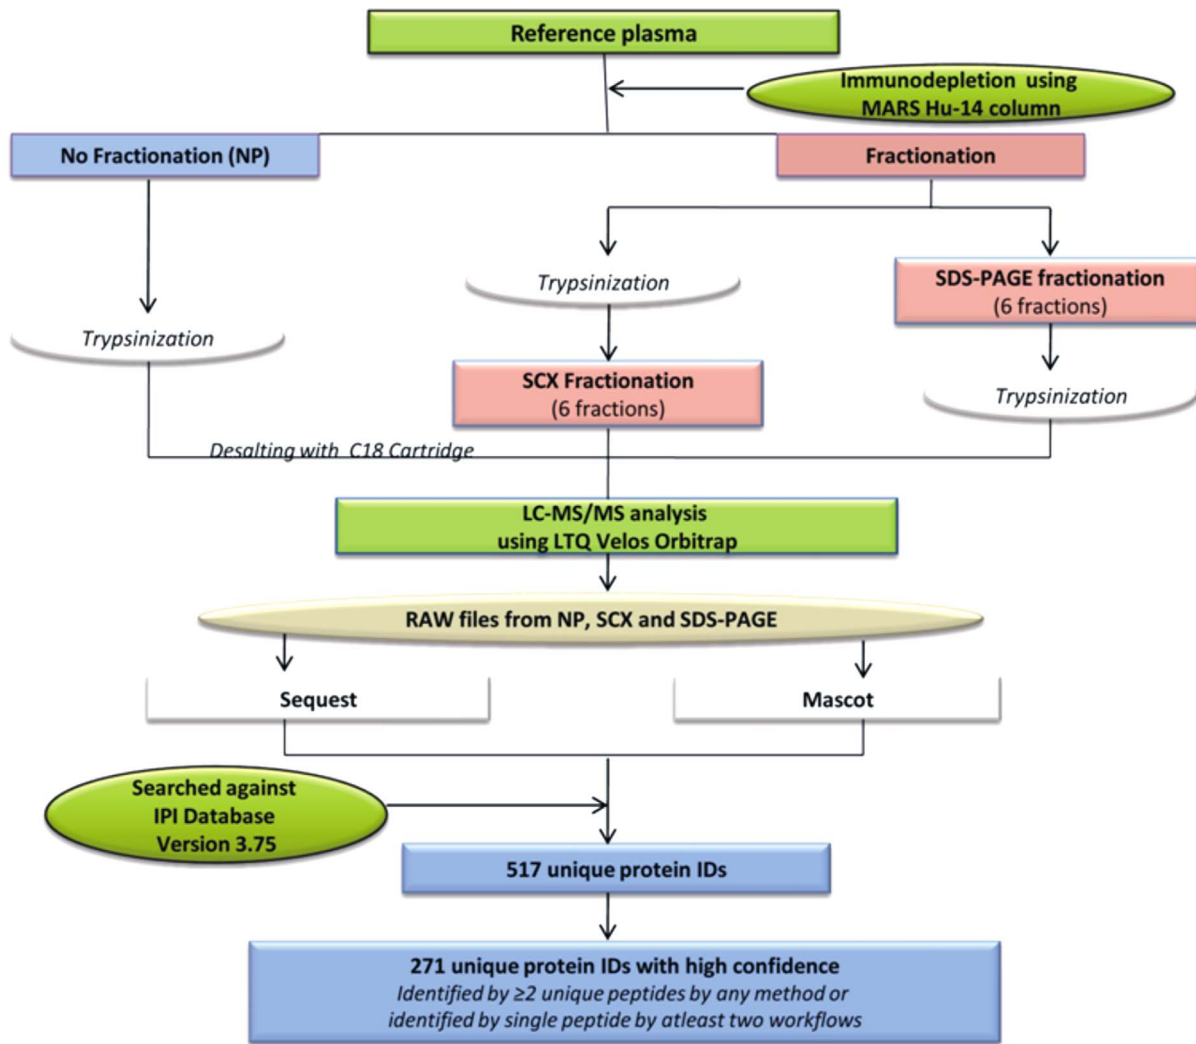 Reference plasma
Immunodepletion using
MARS Hu-14 column
No Fractionation (NP)
Fractionation
Trypsinization
SDS-PAGE fractionation
(6 fractions)
Trypsinization
SCX Fractionation
(6 fractions)
Trypsinization
Desalting with C18 Cartridge
LC-MS/MS analysis
using LTQ Velos Orbitrap
RAW files from NP, SCX and SDS-PAGE
Sequest
Mascot
Searched against
IPI Database
Version 3.75
517 unique protein IDs
271 unique protein IDs with high confidence
Identified by ≥2 unique peptides by any method or
identified by single peptide by atleast two workflows